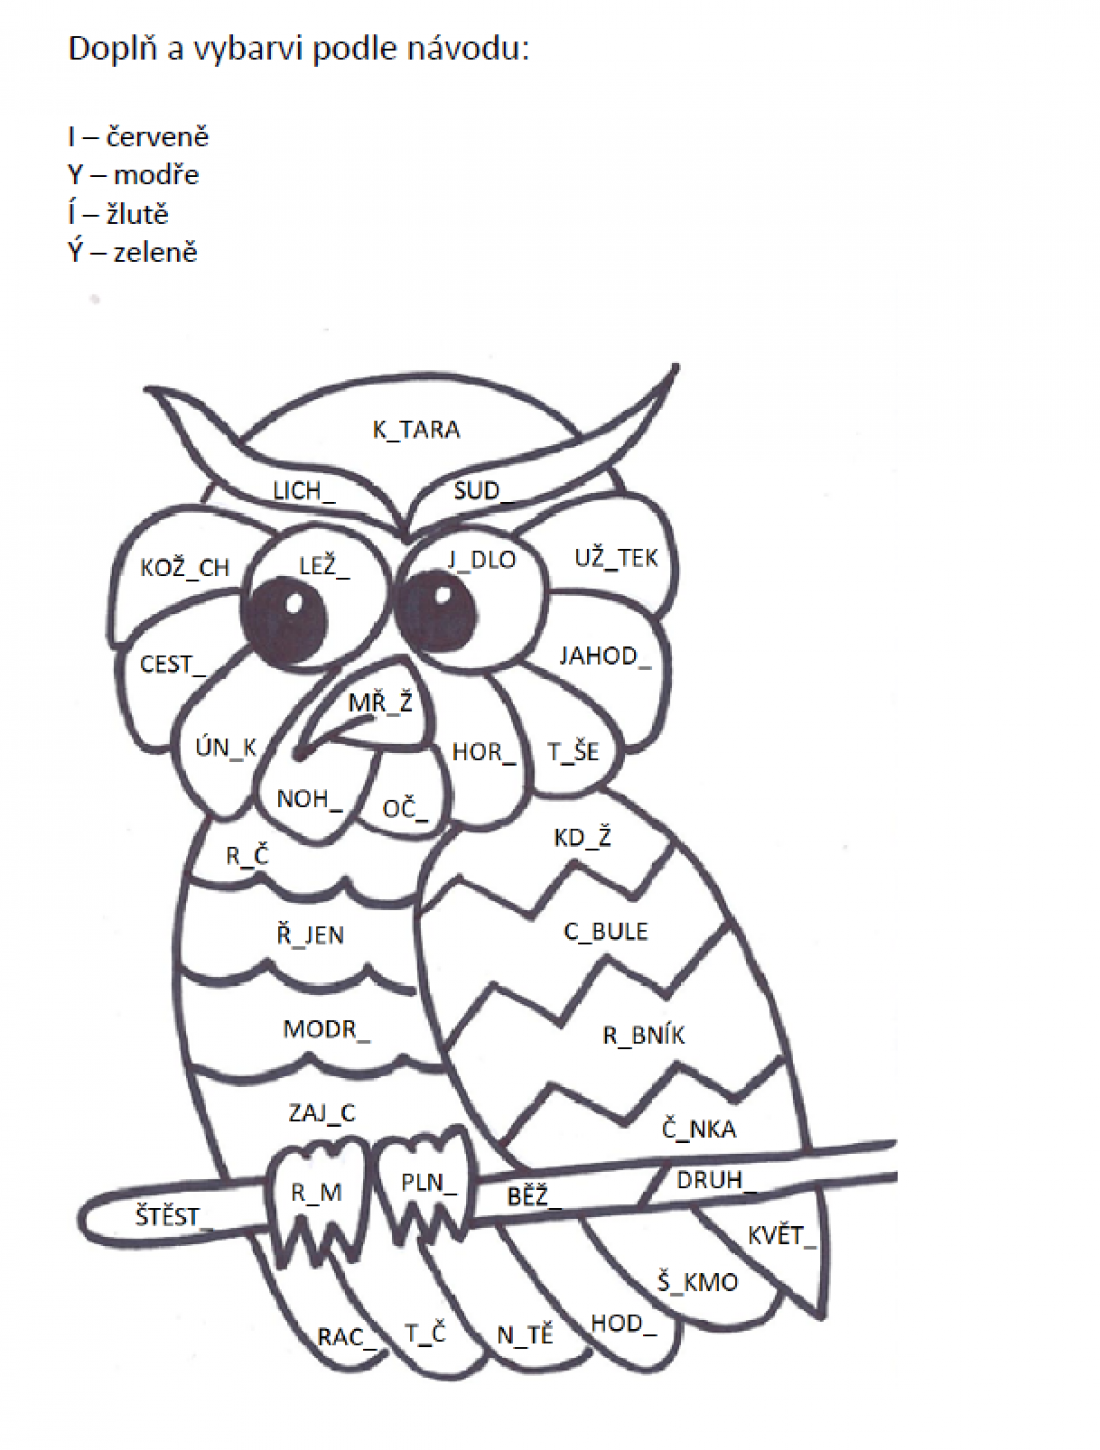 Doplň a vybarvi podle návodu:
I – červeně
Y – modře
Í – žlutě
Ý – zeleně
K_TARA
LICH_ SUD_
KOŽ_CH LEŽ_ J_DLO UŽ_TEK
CEST_ JAHOD_
MŘ_Ž
ÚN_K HOR_ T_ŠE
NOH_ OČ_
R_Č KD_Ž
Ř_JEN C_BULE
MODR_ R_BNÍK
ZAJ_C Č_NKA
ŠTĚST_ R_M PLN_ BĚŽ_ DRUH_
KVĚT_
Š_KMO
RAC_ T_Č N_TĚ HOD_